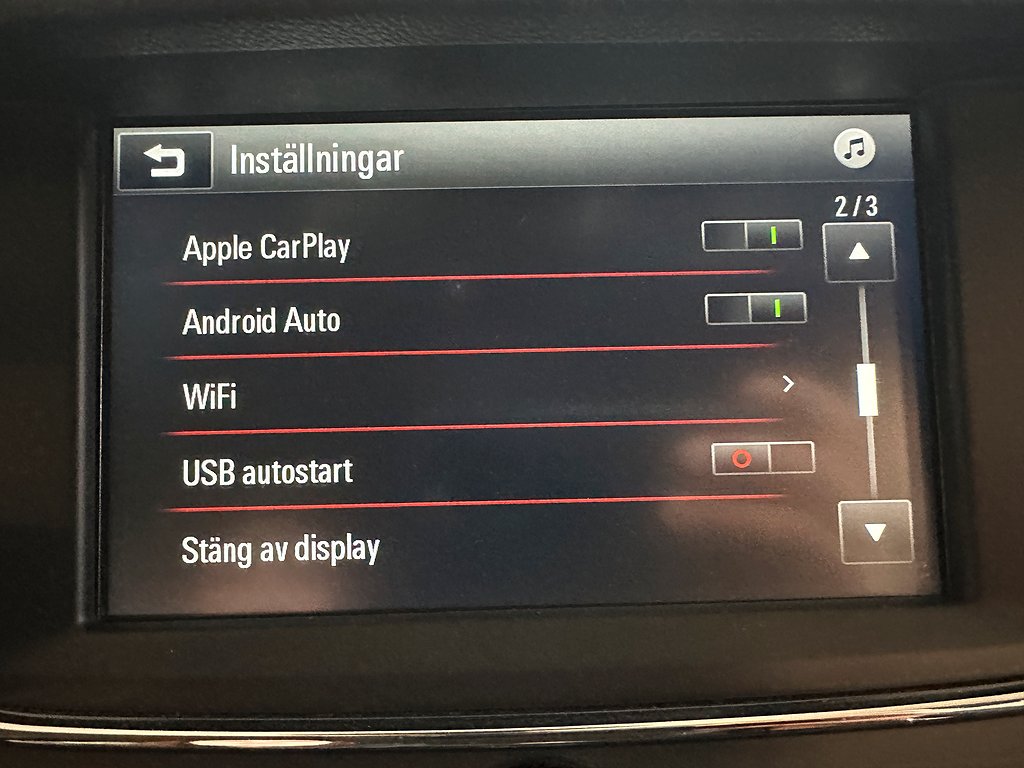 Inställningar
2/3
Apple CarPlay
Android Auto
WiFi
USB autostart
Stäng av display